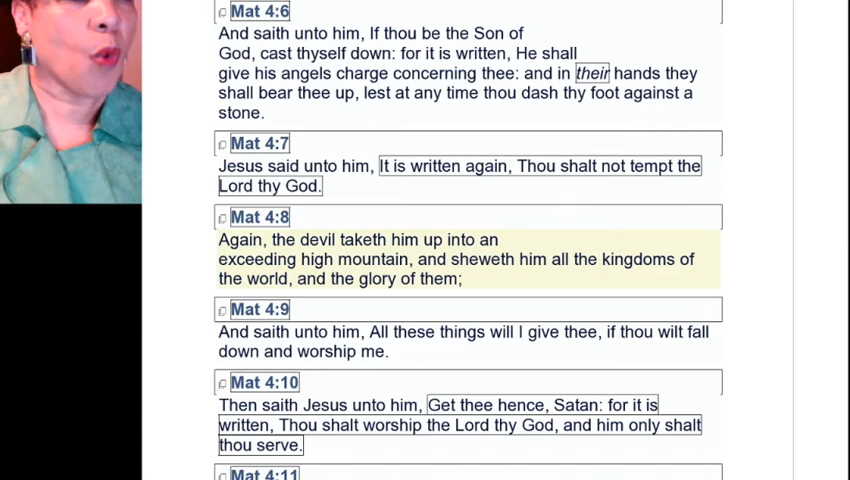 Mat 4:6
And saith unto him, If thou be the Son of
God, cast thyself down: for it is written, He shall
give his angels charge concerning thee: and in their hands they
shall bear thee up, lest at any time thou dash thy foot against a
stone.
Mat 4:7
Jesus said unto him, It is written again, Thou shalt not tempt the
Lord thy God.
Mat 4:8
Again, the devil taketh him up into an
exceeding high mountain, and sheweth him all the kingdoms of
the world, and the glory of them;
Mat 4:9
And saith unto him, All these things will I give thee, if thou wilt fall
down and worship me.
Mat 4:10
Then saith Jesus unto him, Get thee hence, Satan: for it is
written, Thou shalt worship the Lord thy God, and him only shalt
thou serve.
Mat 4:11